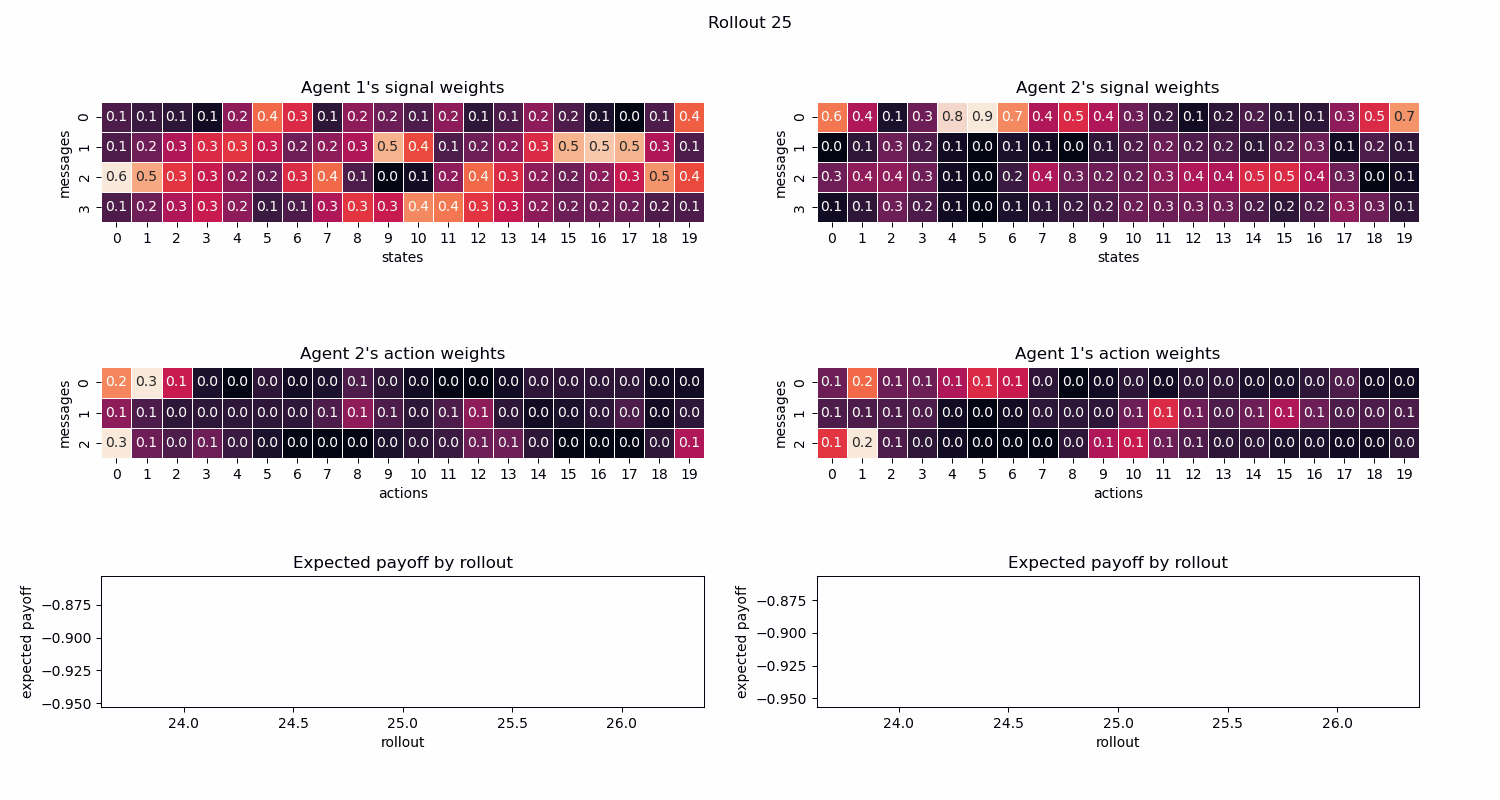 Rollout 25
Agent 1's signal weights
0 0.1 0.1 0.1 0.1 0.2 0.4 0.3 0.1 0.2 0.2 0.1 0.2 0.1 0.1 0.2 0.2 0.1 0.0 0.1 0.4
1 0.1 0.2 0.3 0.3 0.3 0.3 0.2 0.2 0.3 0.5 0.4 0.1 0.2 0.2 0.3 0.5 0.5 0.5 0.3 0.1
2 0.6 0.5 0.3 0.3 0.2 0.2 0.3 0.4 0.1 0.0 0.1 0.2 0.4 0.3 0.2 0.2 0.2 0.3 0.5 0.4
3 0.1 0.2 0.3 0.3 0.2 0.1 0.1 0.3 0.3 0.3 0.4 0.4 0.3 0.3 0.2 0.2 0.2 0.2 0.2 0.1
messages
0 1 2 3 4 5 6 7 8 9 10 11 12 13 14 15 16 17 18 19
states
Agent 2's signal weights
0 0.6 0.4 0.1 0.3 0.8 0.9 0.7 0.4 0.5 0.4 0.3 0.2 0.1 0.2 0.2 0.1 0.1 0.3 0.5 0.7
1 0.0 0.1 0.3 0.2 0.1 0.0 0.1 0.1 0.0 0.1 0.2 0.2 0.2 0.2 0.1 0.2 0.3 0.1 0.2 0.1
2 0.3 0.4 0.4 0.3 0.1 0.0 0.2 0.4 0.3 0.2 0.2 0.3 0.4 0.4 0.5 0.5 0.4 0.3 0.0 0.1
3 0.1 0.1 0.3 0.2 0.1 0.0 0.1 0.1 0.2 0.2 0.2 0.3 0.3 0.3 0.2 0.2 0.2 0.3 0.3 0.1
messages
0 1 2 3 4 5 6 7 8 9 10 11 12 13 14 15 16 17 18 19
states
Agent 2's action weights
0 0.2 0.3 0.1 0.0 0.0 0.0 0.0 0.0 0.1 0.0 0.0 0.0 0.0 0.0 0.0 0.0 0.0 0.0 0.0 0.0
1 0.1 0.1 0.0 0.0 0.0 0.0 0.0 0.1 0.1 0.1 0.0 0.1 0.1 0.0 0.0 0.0 0.0 0.0 0.0 0.0
2 0.3 0.1 0.0 0.1 0.0 0.0 0.0 0.0 0.0 0.0 0.0 0.0 0.1 0.1 0.0 0.0 0.0 0.0 0.0 0.1
messages
0 1 2 3 4 5 6 7 8 9 10 11 12 13 14 15 16 17 18 19
actions
Agent 1's action weights
0 0.1 0.2 0.1 0.1 0.1 0.1 0.1 0.0 0.0 0.0 0.0 0.0 0.0 0.0 0.0 0.0 0.0 0.0 0.0 0.0
1 0.1 0.1 0.1 0.0 0.0 0.0 0.0 0.0 0.0 0.0 0.1 0.1 0.1 0.0 0.1 0.1 0.1 0.0 0.0 0.1
2 0.1 0.2 0.1 0.0 0.0 0.0 0.0 0.0 0.0 0.1 0.1 0.1 0.1 0.0 0.0 0.0 0.0 0.0 0.0 0.0
messages
0 1 2 3 4 5 6 7 8 9 10 11 12 13 14 15 16 17 18 19
actions
Expected payoff by rollout
−0.875
−0.900
−0.925
−0.950
expected payoff
24.0 24.5 25.0 25.5 26.0
rollout
Expected payoff by rollout
−0.875
−0.900
−0.925
−0.950
expected payoff
24.0 24.5 25.0 25.5 26.0
rollout